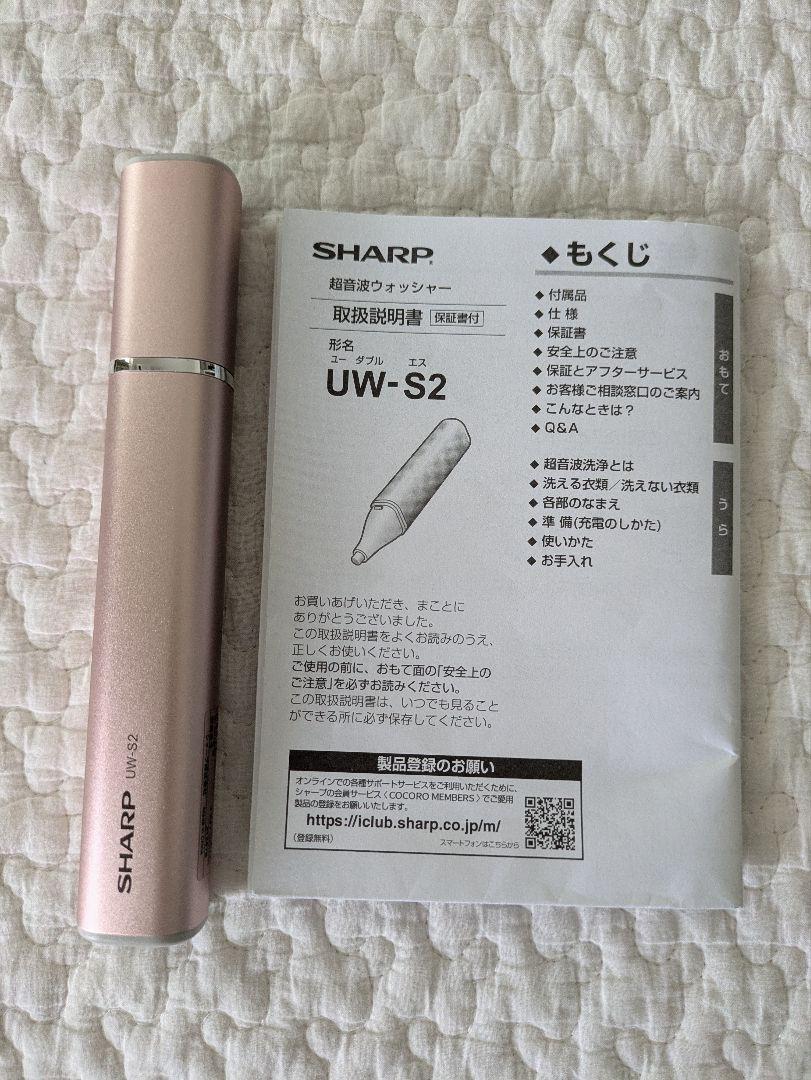 SHARP UW-S2
SHARP
超音波ウォッシャー
取扱説明書 保証書付
形名
ユー ダブル エス
UW-S2
お買いあげいただき、まことに
ありがとうございました。
この取扱説明書をよくお読みのうえ、
正しくお使いください。
ご使用の前に、おもて面の「安全上の
ご注意」を必ずお読みください。
この取扱説明書は、いつでも見ること
ができる所に必ず保存してください。
製品登録のお願い
オンラインでの各種サポートサービスをご利用いただくために、
シャープの会員サービス〈COCORO MEMBERS〉でご愛用
製品の登録をお願いいたします。
https://iclub.sharp.co.jp/m/
(登録無料)
スマートフォンはこちらから
◆もくじ
◆付属品
◆仕様
◆保証書
◆安全上のご注意
◆保証とアフターサービス
◆お客様ご相談窓口のご案内
◆こんなときは?
◆Q&A
おもて
◆超音波洗浄とは
◆洗える衣類/洗えない衣類
◆各部のなまえ
◆準備(充電のしかた)
◆使いかた
◆お手入れ
うら